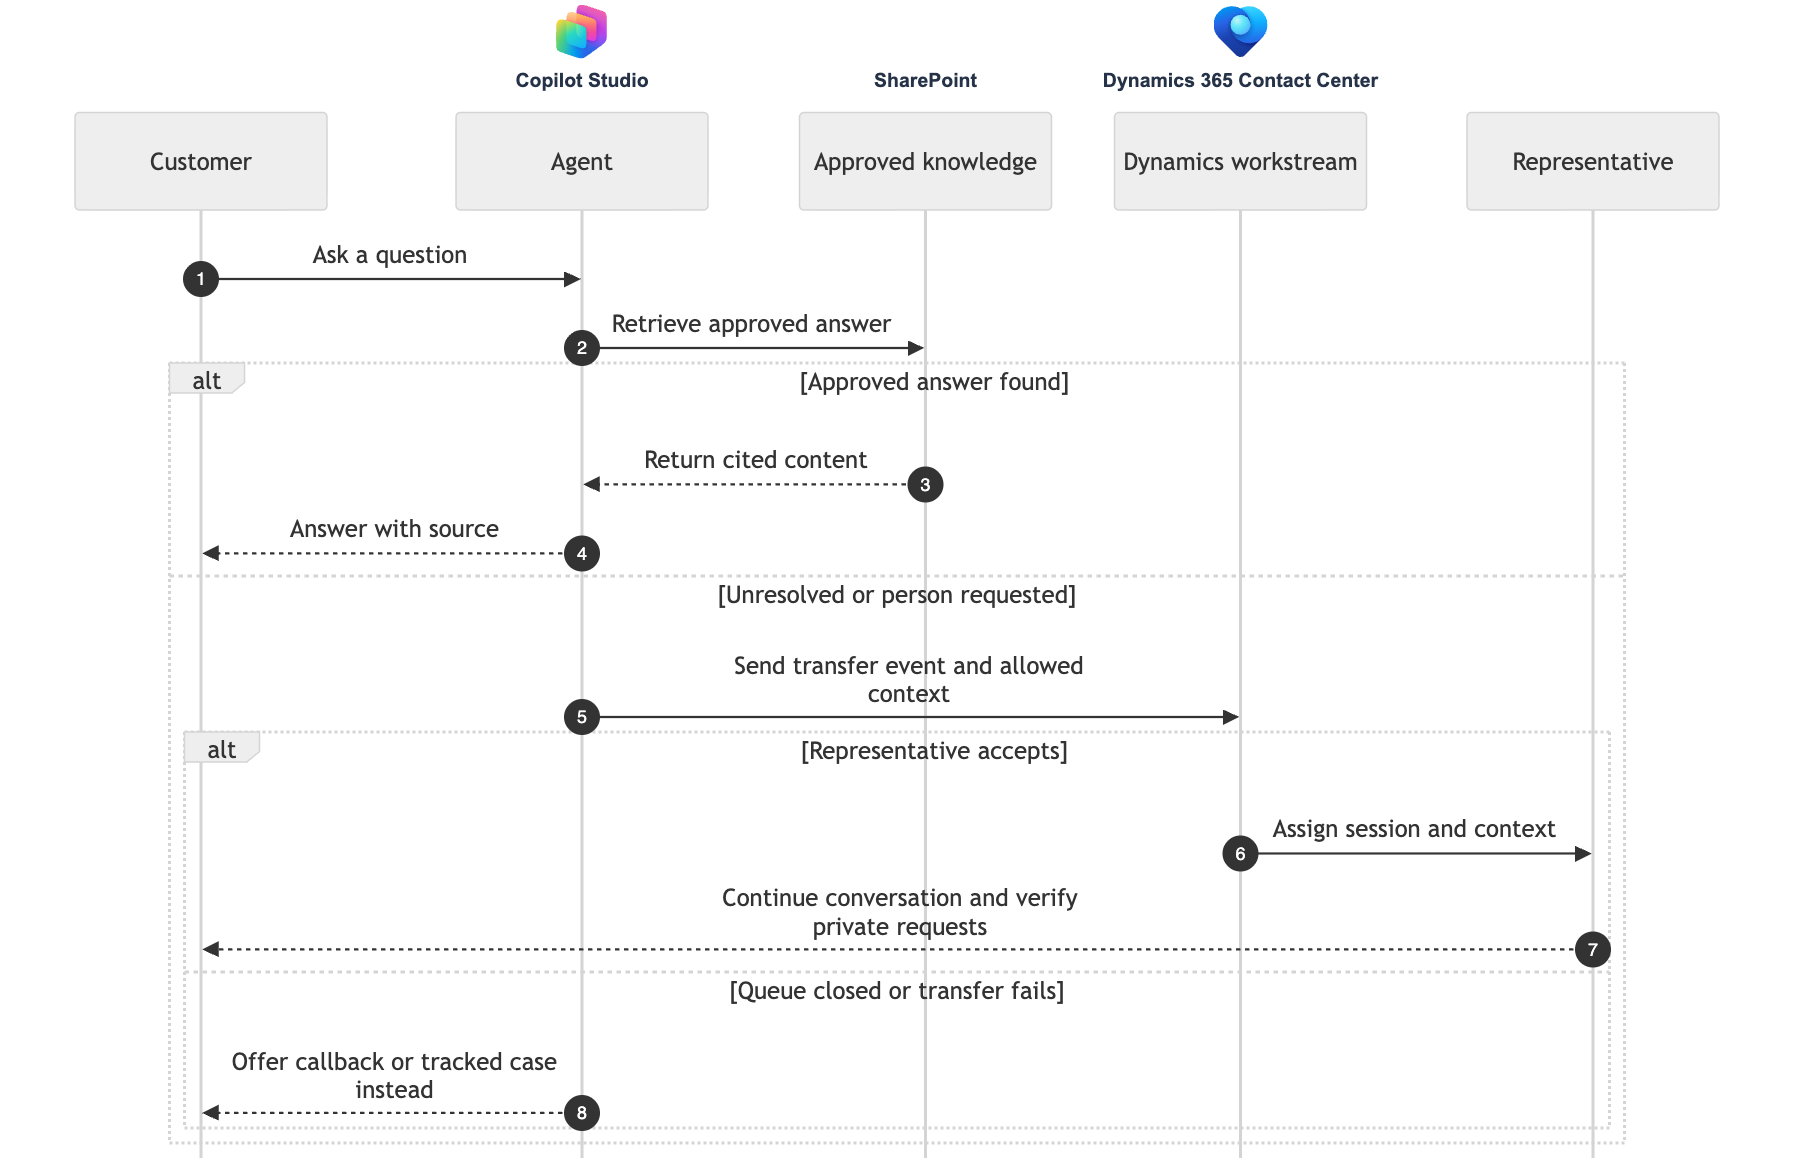 Copilot Studio
SharePoint
Dynamics 365 Contact Center
Customer
Agent
Approved knowledge
Dynamics workstream
Representative
Ask a question
1
Retrieve approved answer
2
alt
[Approved answer found]
Return cited content
3
Answer with source
4
[Unresolved or person requested]
Send transfer event and allowed
context
5
alt
[Representative accepts]
Assign session and context
6
Continue conversation and verify
private requests
7
[Queue closed or transfer fails]
Offer callback or tracked case
instead
8